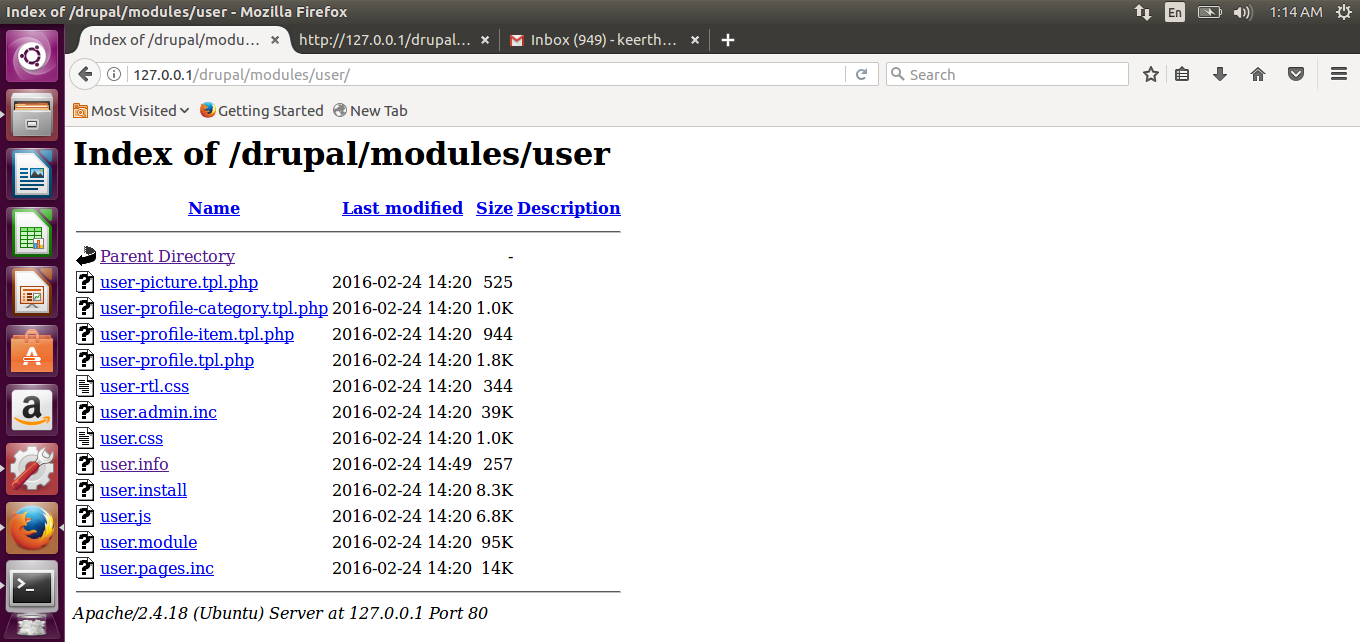 Index of /drupal/modules/user - Mozilla Firefox En 1:14 AM
Index of /drupal/modu... × http://127.0.0.1/drupal... × Inbox (949) - keerth... × +
127.0.0.1/drupal/modules/user/ Search
Most Visited Getting Started New Tab
Index of /drupal/modules/user
Name Last modified Size Description
Parent Directory -
user-picture.tpl.php 2016-02-24 14:20 525
user-profile-category.tpl.php 2016-02-24 14:20 1.0K
user-profile-item.tpl.php 2016-02-24 14:20 944
user-profile.tpl.php 2016-02-24 14:20 1.8K
user-rtl.css 2016-02-24 14:20 344
user.admin.inc 2016-02-24 14:20 39K
user.css 2016-02-24 14:20 1.0K
user.info 2016-02-24 14:49 257
user.install 2016-02-24 14:20 8.3K
user.js 2016-02-24 14:20 6.8K
user.module 2016-02-24 14:20 95K
user.pages.inc 2016-02-24 14:20 14K
Apache/2.4.18 (Ubuntu) Server at 127.0.0.1 Port 80